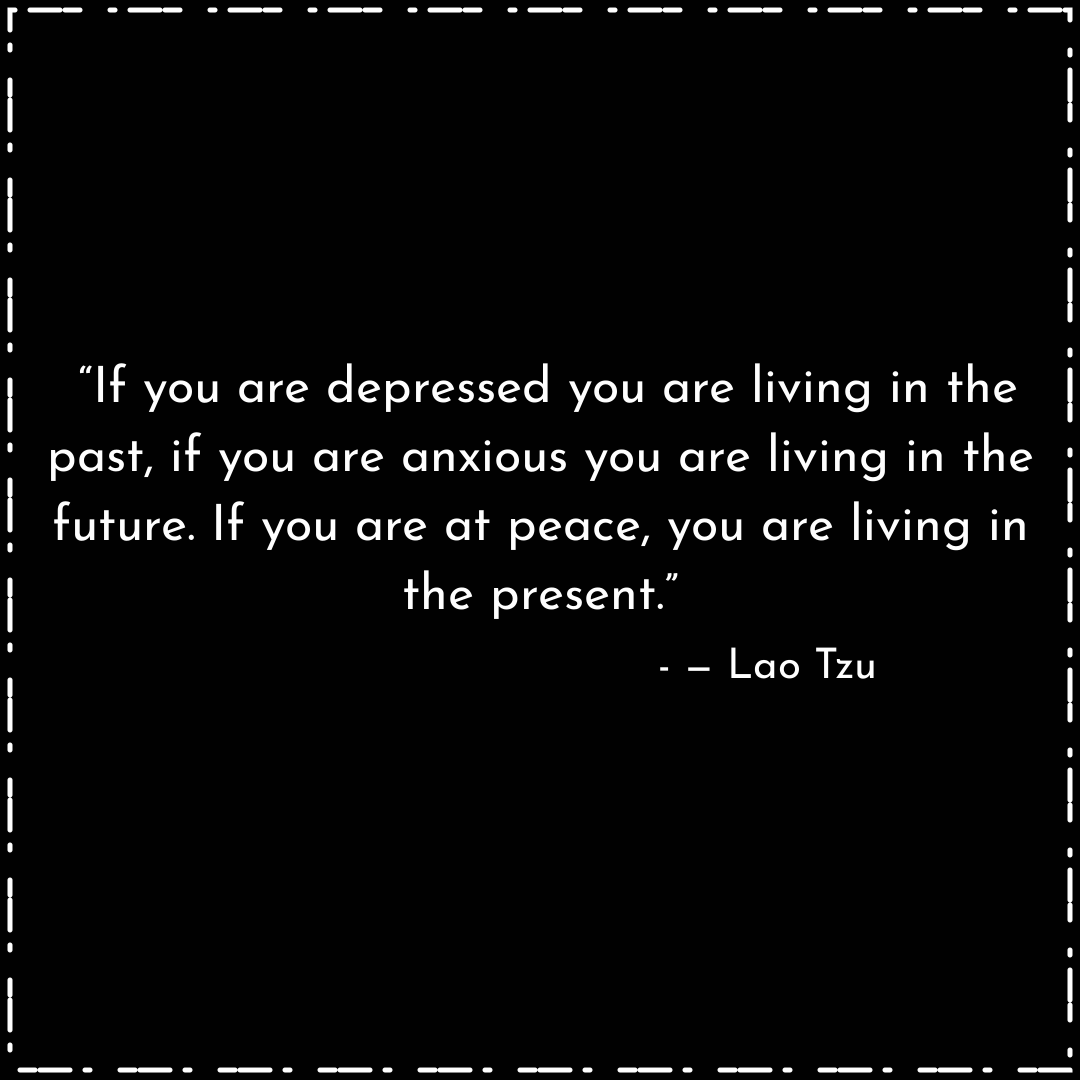 “If you are depressed you are living in the
past, if you are anxious you are living in the
future. If you are at peace, you are living in
the present.”
- — Lao Tzu